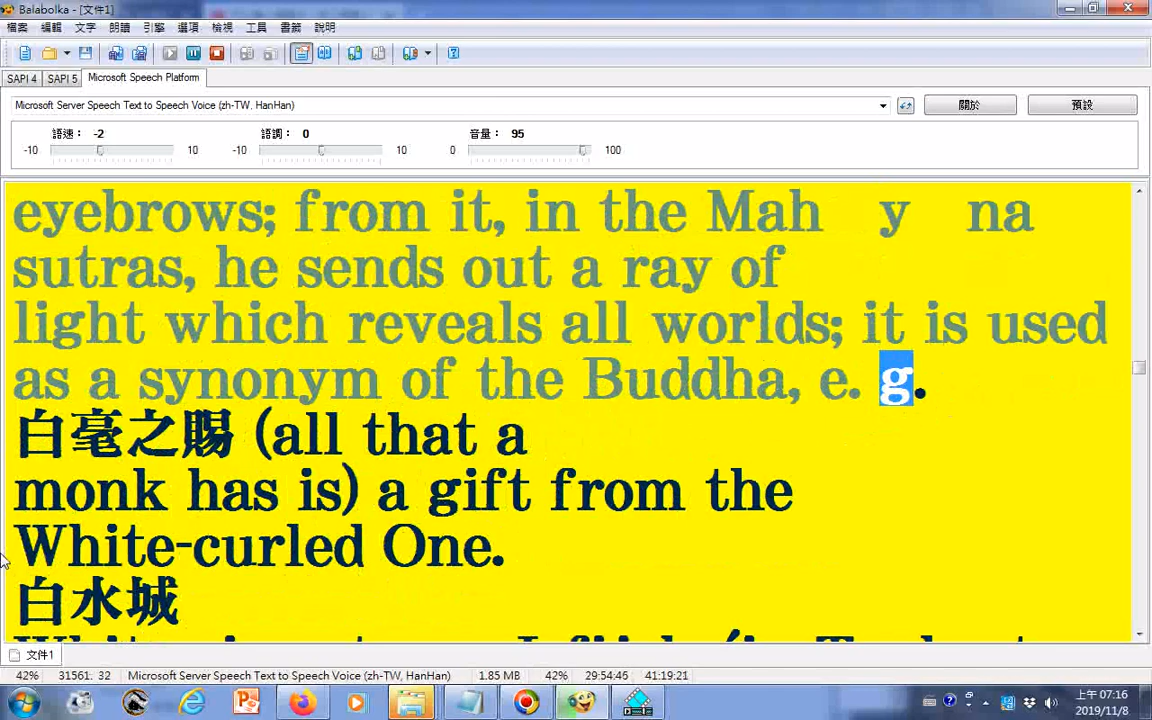 Balabolka - [文件1]
檔案 編輯 文字 朗讀 引擎 選項 檢視 工具 書籤 說明
SAPI 4 SAPI 5 Microsoft Speech Platform
Microsoft Server Speech Text to Speech Voice (zh-TW, HanHan) 關於 預設
語速： -2 語調： 0 音量： 95
-10 10 -10 10 0 100
eyebrows; from it, in the Mah y na
sutras, he sends out a ray of
light which reveals all worlds; it is used
as a synonym of the Buddha, e. g.
白毫之賜 (all that a
monk has is) a gift from the
White-curled One.
白水城
文件1
42% 31561: 32 Microsoft Server Speech Text to Speech Voice (zh-TW, HanHan) 1.85 MB 42% 29:54:46 41:19:21
上午 07:16
2019/11/8